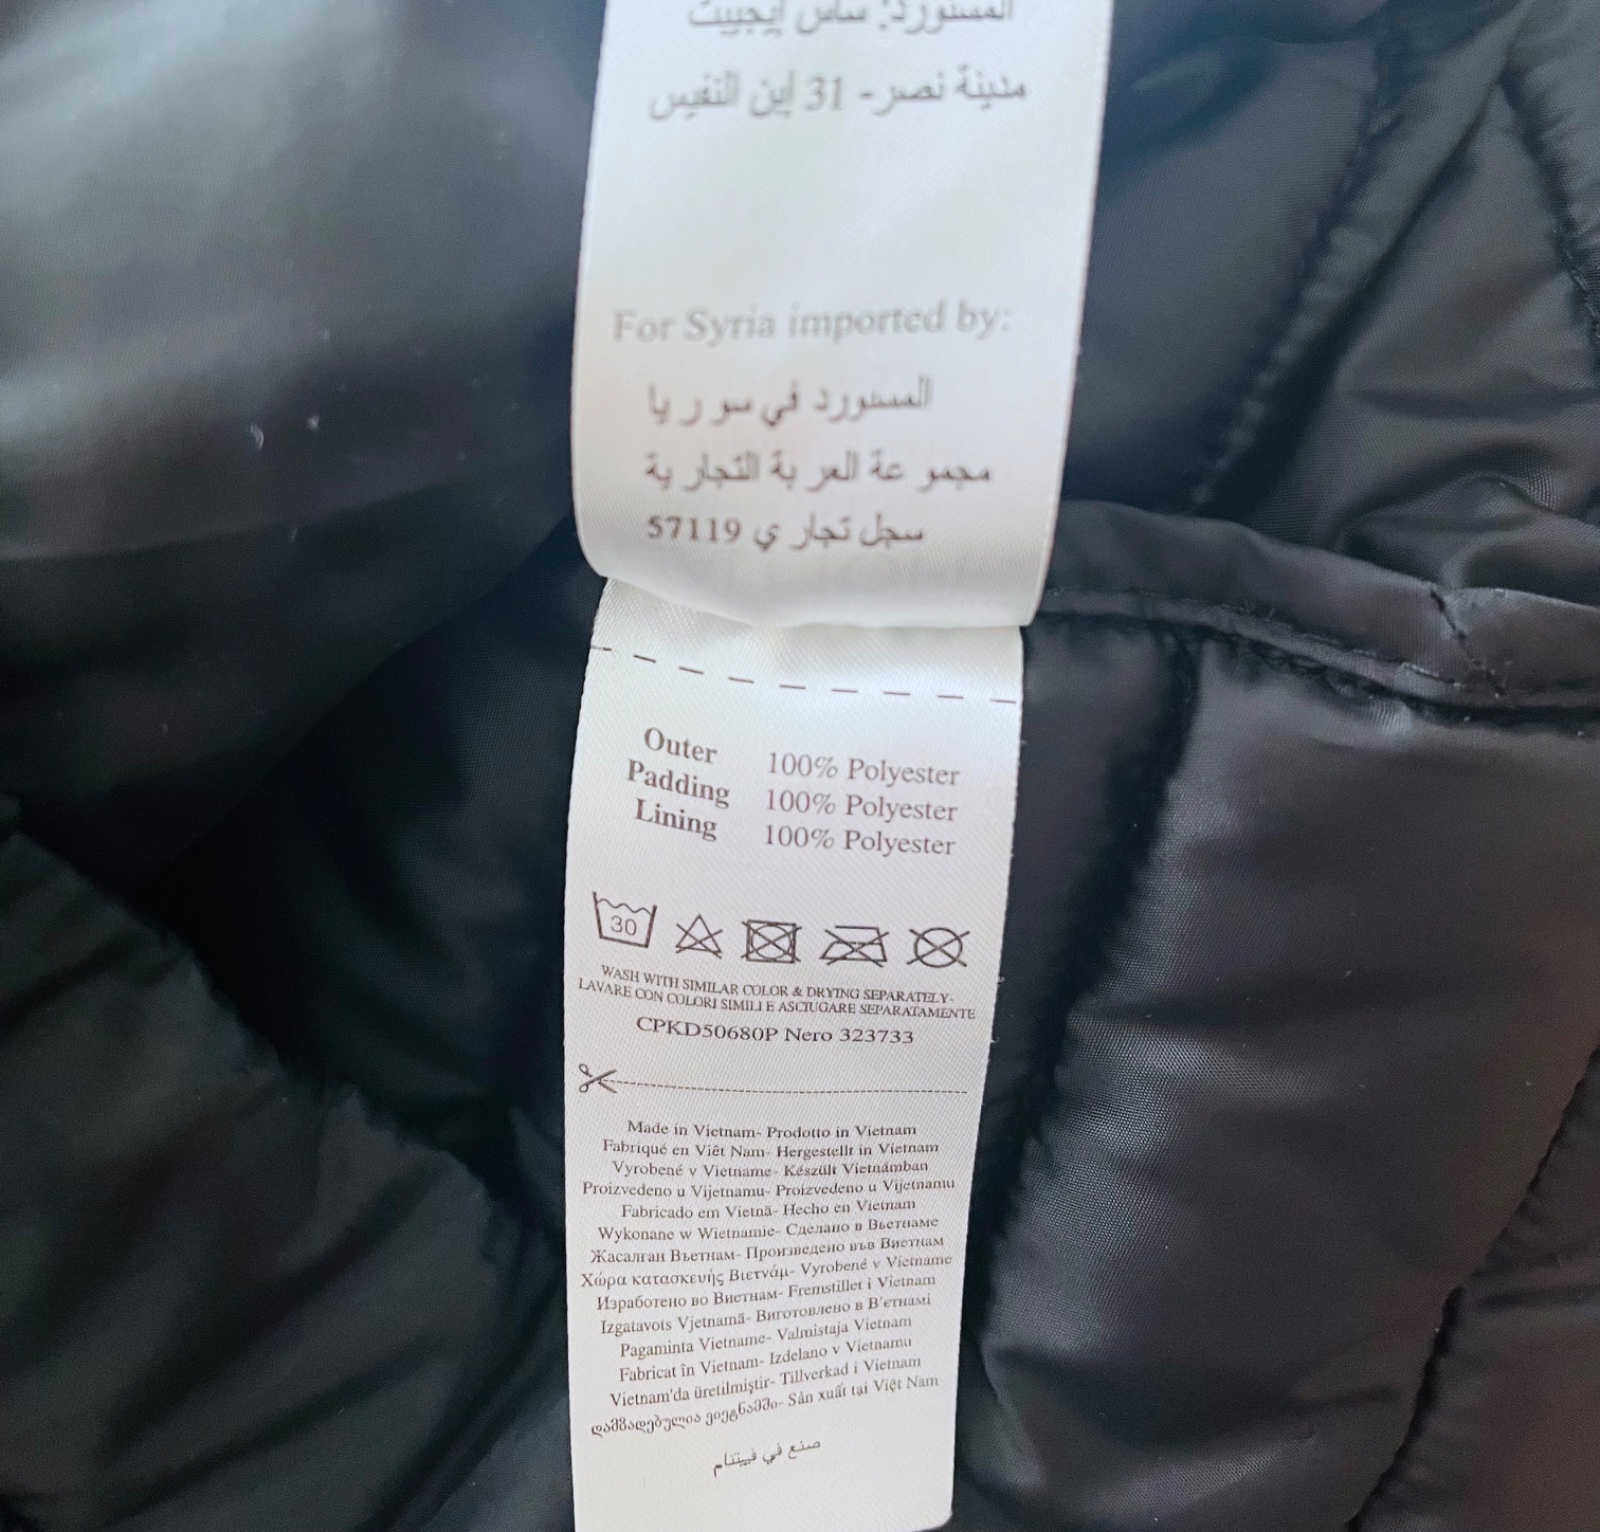 المستورد: ساس إيجيبت
مدينة نصر- 31 إبن النفيس
For Syria imported by:
المستورد في سو ر يا
مجمو عة العر بة التجار ية
سجل تجار ي 57119
Outer 100% Polyester
Padding 100% Polyester
Lining 100% Polyester
30
WASH WITH SIMILAR COLOR & DRYING SEPARATELY-
LAVARE CON COLORI SIMILI E ASCIUGARE SEPARATAMENTE
CPKD50680P Nero 323733
Made in Vietnam- Prodotto in Vietnam
Fabriqué en Viêt Nam- Hergestellt in Vietnam
Vyrobené v Vietname- Készült Vietnámban
Proizvedeno u Vijetnamu- Proizvedeno u Vijetnamu
Fabricado em Vietnã- Hecho en Vietnam
Wykonane w Wietnamie- Сделано в Вьетнаме
Жасалган Вьетнам- Произведено във Виетнам
Χώρα κατασκευής Βιετνάμ- Vyrobené v Vietname
Изработено во Виетнам- Fremstillet i Vietnam
Izgatavots Vjetnamā- Виготовлено в В'єтнамі
Pagaminta Vietname- Valmistaja Vietnam
Fabricat în Vietnam- Izdelano v Vietnamu
Vietnam'da üretilmiştir- Tillverkad i Vietnam
დამზადებულია ვიეტნამში- Sản xuất tại Việt Nam
صنع في فييتنام